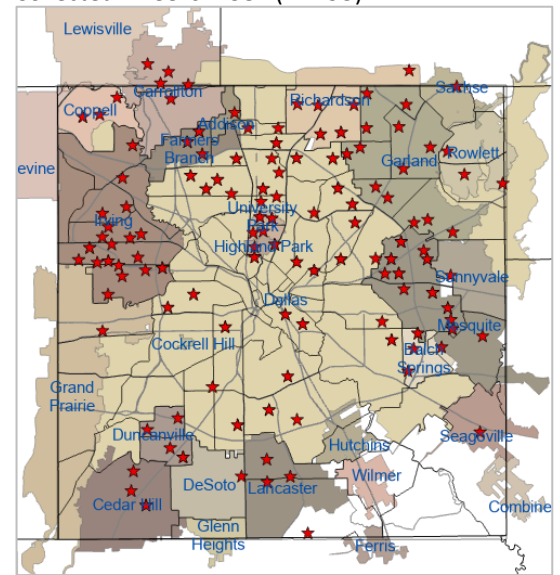 Lewisville
Carrollton
Coppell
Richardson
Sachse
Addison
Farmers
Branch
Garland
Rowlett
evine
Irving
University
Park
Highland Park
Sunnyvale
Dallas
Mesquite
Cockrell Hill
Balch
Springs
Grand
Prairie
Duncanville
Seagoville
Hutchins
DeSoto
Lancaster
Wilmer
Cedar Hill
Combine
Glenn
Heights
Ferris